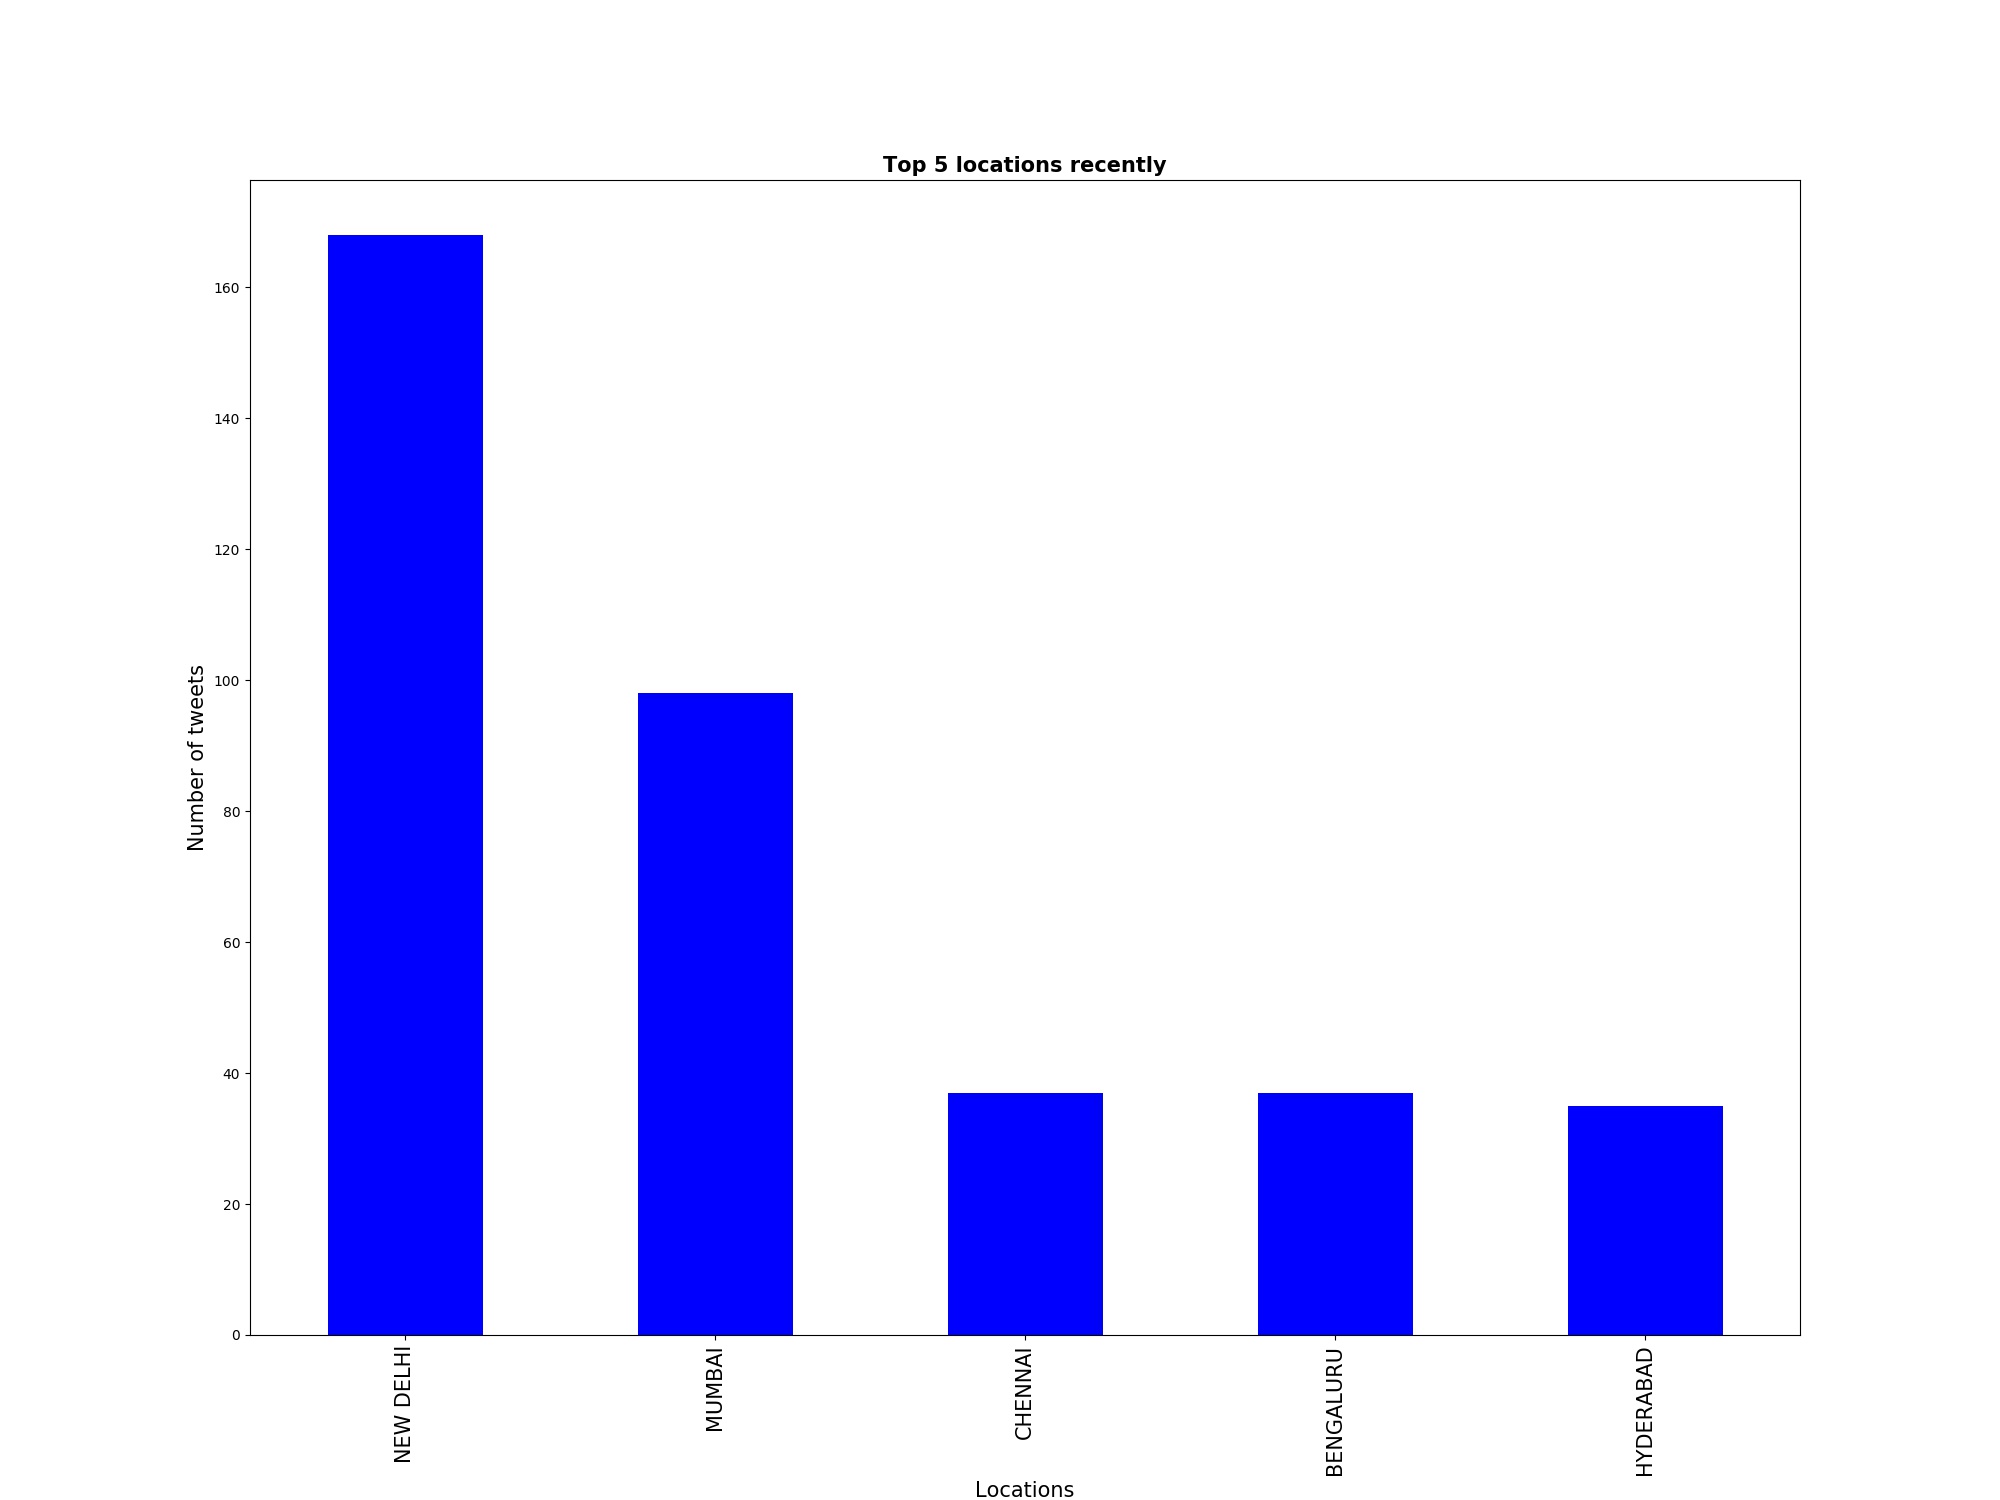 Top 5 locations recently
160
140
120
100
80
60
40
20
0
Number of tweets
NEW DELHI
MUMBAI
CHENNAI
BENGALURU
HYDERABAD
Locations